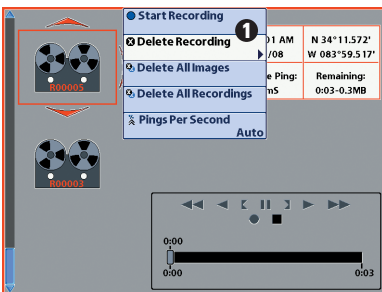 Start Recording
1
Delete Recording
Delete All Images
Delete All Recordings
Pings Per Second
Auto
01 AM
/08
N 34°11.572'
W 083°59.517'
e Ping:
mS
Remaining:
0:03-0.3MB
R00005
R00003
0:00
0:00
0:03